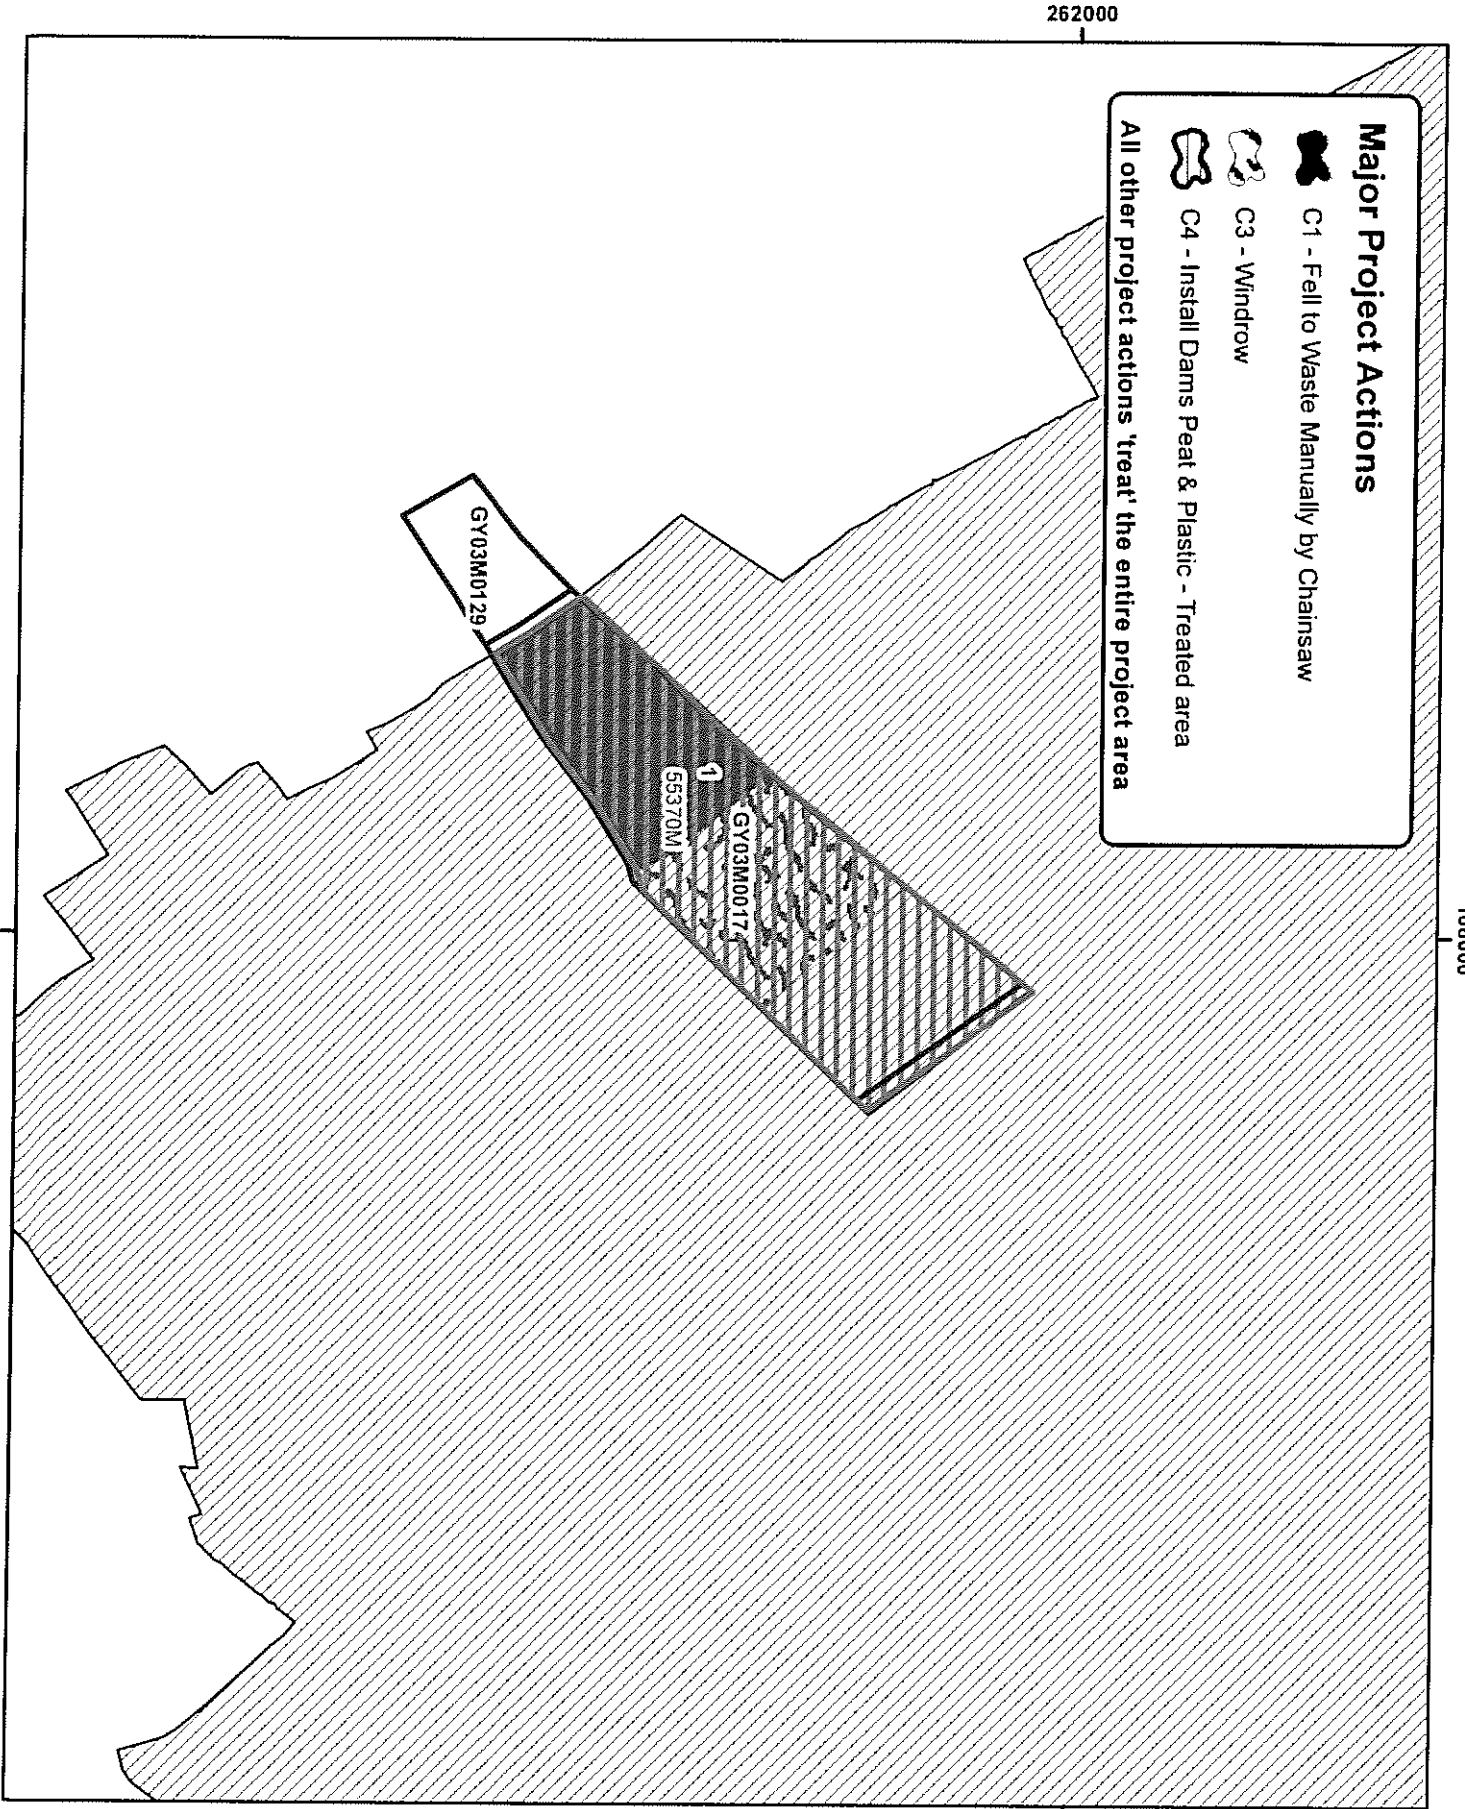 262000
Major Project Actions
C1 - Fell to Waste Manually by Chainsaw
C3 - Windrow
C4 - Install Dams Peat & Plastic - Treated area
All other project actions 'treat' the entire project area
GY03M0129
1
55370M
GY03M0017